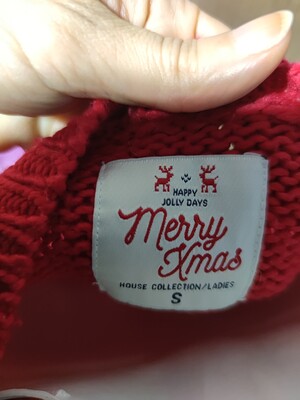 HAPPY
JOLLY DAYS
Merry
Xmas
HOUSE COLLECTION/LADIES
S